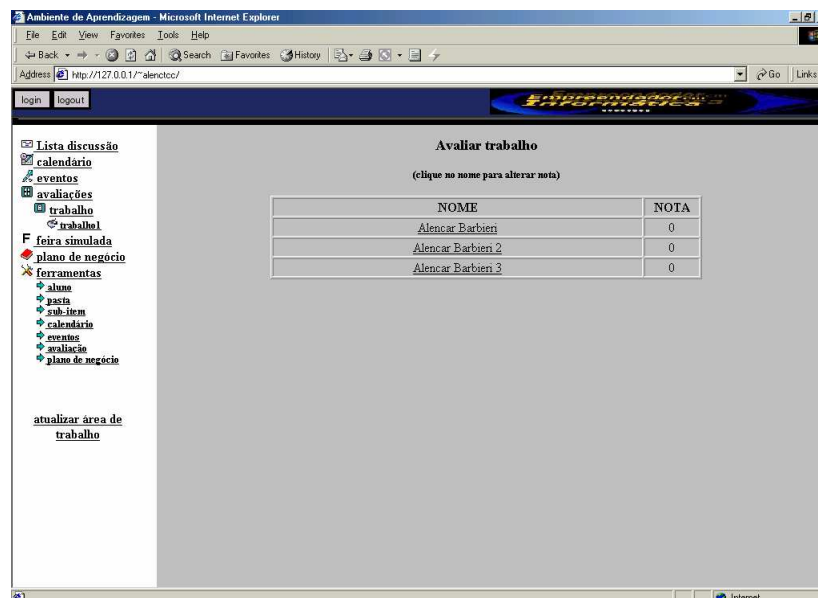 Ambiente de Aprendizagem - Microsoft Internet Explorer
File Edit View Favorites Tools Help
Back Search Favorites History
Address http://127.0.0.1/~alenctcc/ Go Links
login logout
Empreendedor em
Informática
Lista discussão
calendário
eventos
avaliações
trabalho
trabalho1
F feira simulada
plano de negócio
ferramentas
aluno
pasta
sub-item
calendário
eventos
avaliação
plano de negócio
atualizar área de
trabalho
Avaliar trabalho
(clique no nome para alterar nota)
NOME NOTA
Alencar Barbieri 0
Alencar Barbieri 2 0
Alencar Barbieri 3 0
Internet